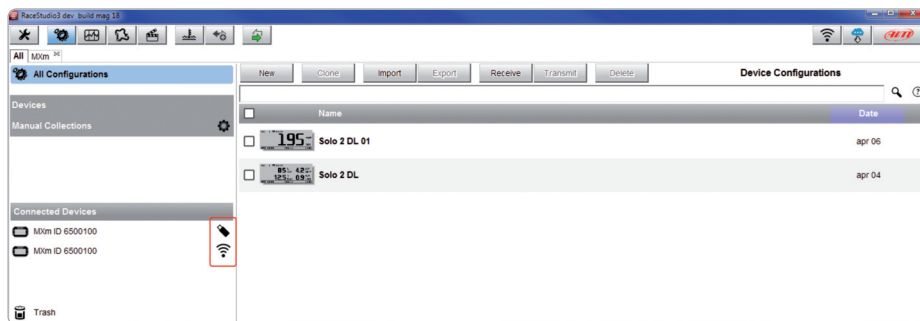 RaceStudio3 dev build mag 18
All MXm
All Configurations
New Clone Import Export Receive Transmit Delete Device Configurations
Devices
Manual Collections
Name Date
195 Solo 2 DL 01 apr 06
Solo 2 DL apr 04
Connected Devices
MXm ID 6500100
MXm ID 6500100
Trash